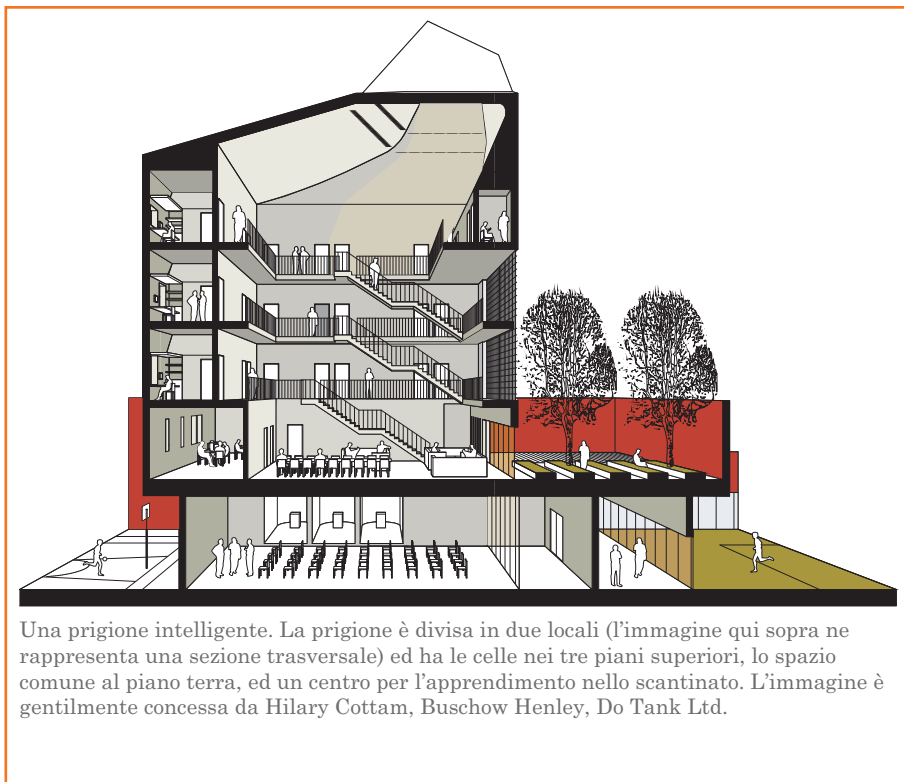 Una prigione intelligente. La prigione è divisa in due locali (l'immagine qui sopra ne
rappresenta una sezione trasversale) ed ha le celle nei tre piani superiori, lo spazio
comune al piano terra, ed un centro per l'apprendimento nello scantinato. L'immagine è
gentilmente concessa da Hilary Cottam, Buschow Henley, Do Tank Ltd.